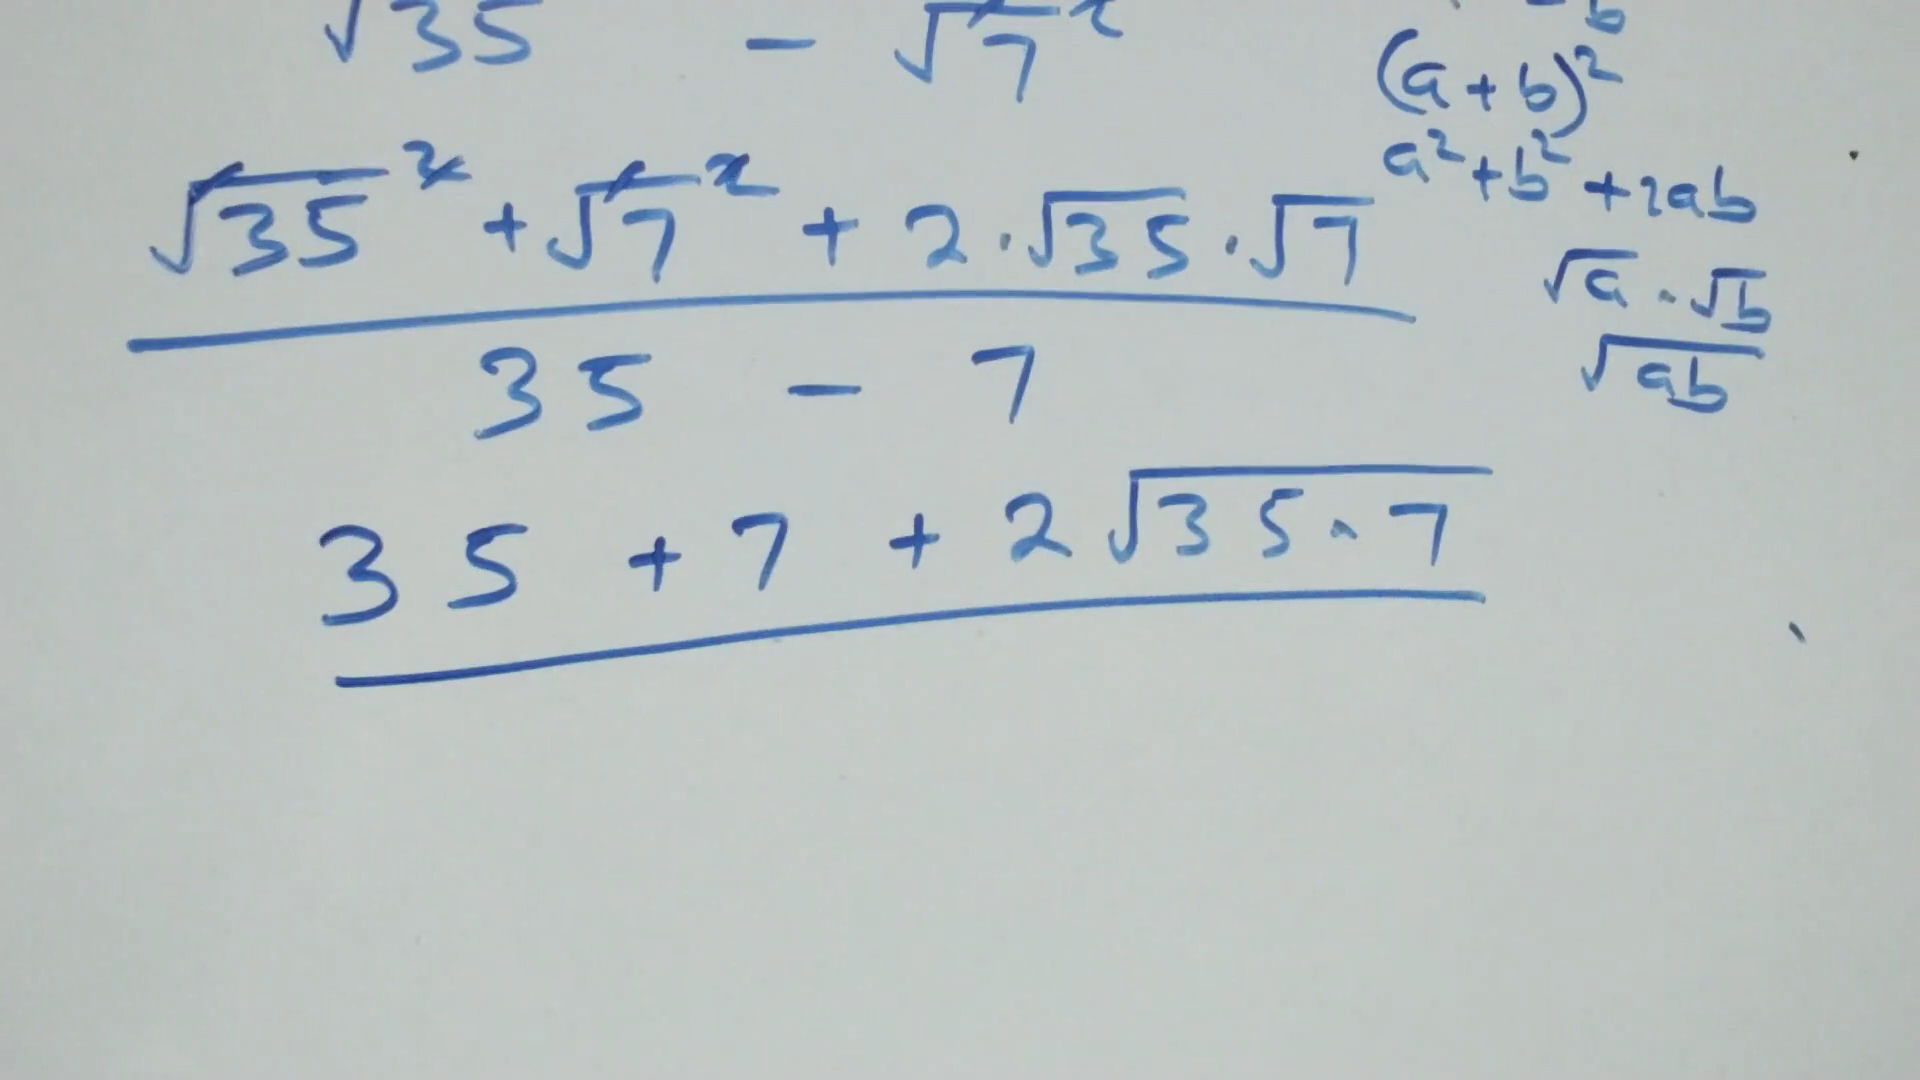 √35 - √7²
(a+b)²
a²+b²+2ab
√35² + √7² + 2·√35·√7
√a·√b
√ab
35 - 7
35 + 7 + 2√35·7